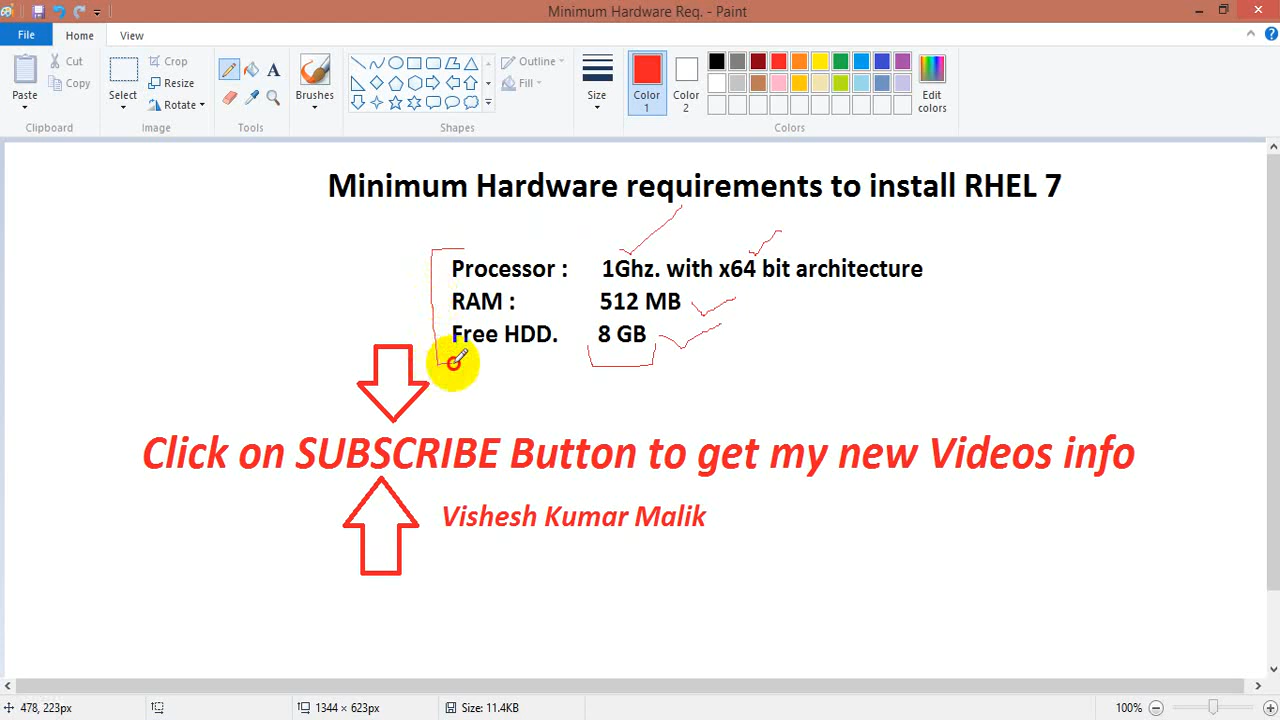 Minimum Hardware Req. - Paint
File Home View
Paste
Cut
Copy
Clipboard
Select
Crop
Resize
Rotate
Image
A
Tools
Brushes
Outline
Fill
Shapes
Size
Color 1
Color 2
Edit colors
Colors
Minimum Hardware requirements to install RHEL 7
Processor : 1Ghz. with x64 bit architecture
RAM : 512 MB
Free HDD. 8 GB
Click on SUBSCRIBE Button to get my new Videos info
Vishesh Kumar Malik
478, 223px 1344 × 623px Size: 11.4KB 100%